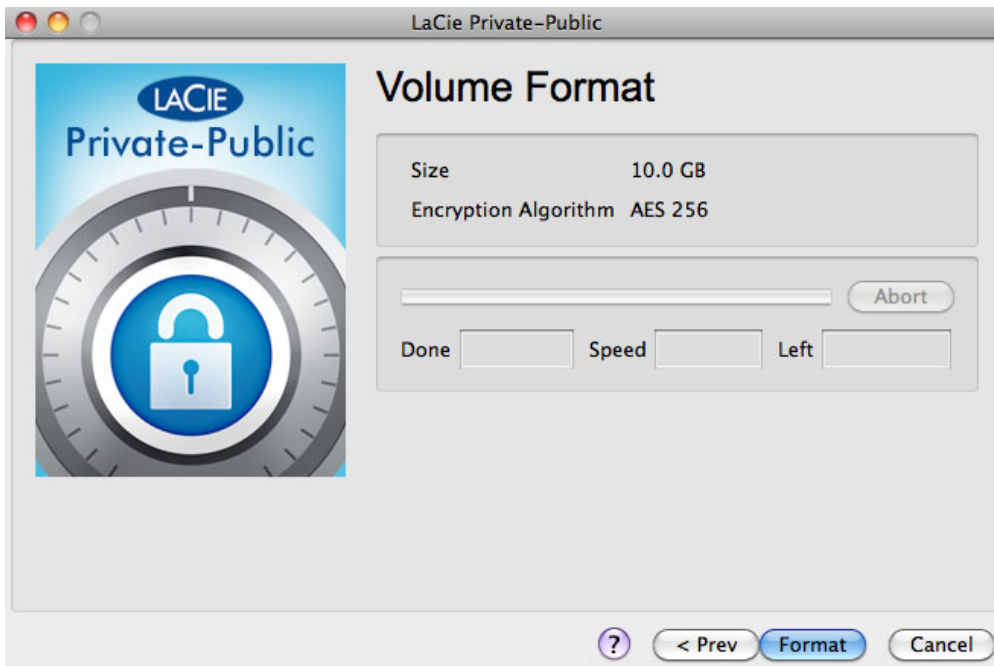 LaCie Private-Public
LACIE
Private-Public
Volume Format
Size 10.0 GB
Encryption Algorithm AES 256
Abort
Done Speed Left
? < Prev Format Cancel